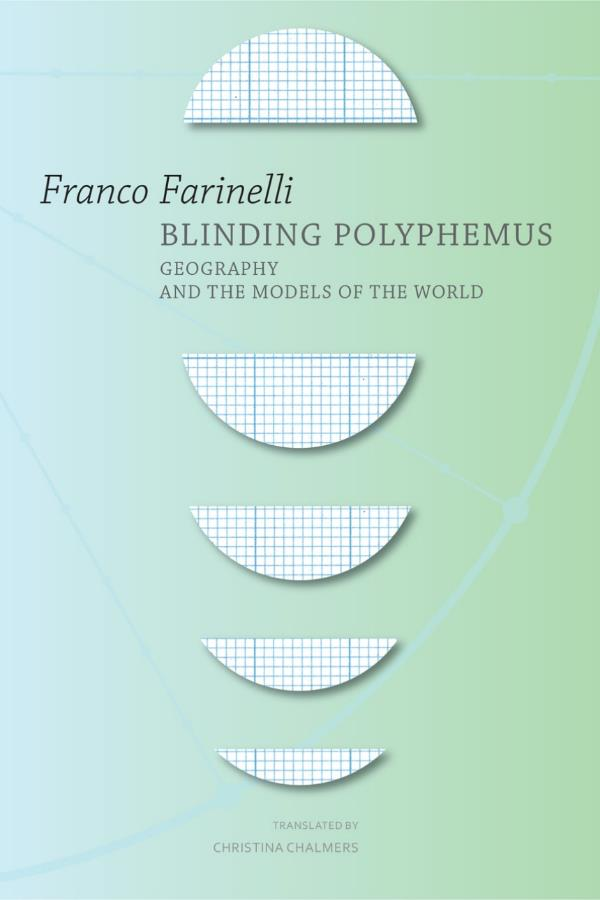 Franco Farinelli
BLINDING POLYPHEMUS
GEOGRAPHY
AND THE MODELS OF THE WORLD
TRANSLATED BY
CHRISTINA CHALMERS